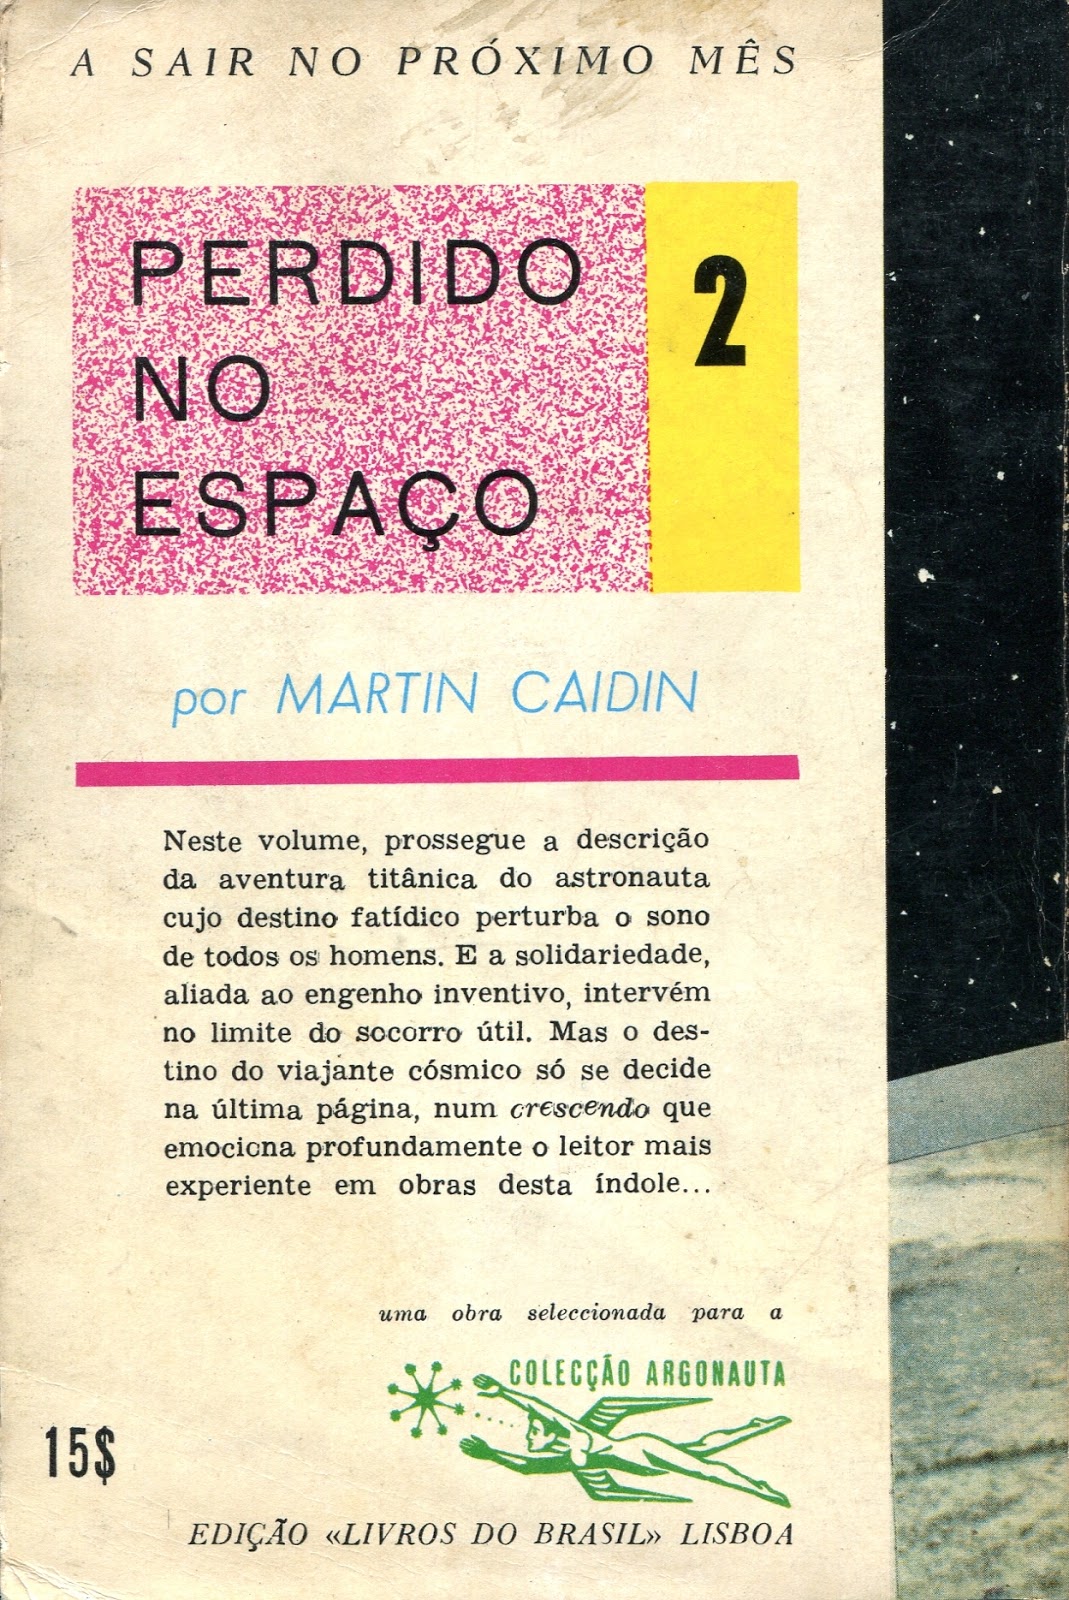 A SAIR NO PRÓXIMO MÊS
PERDIDO
2
NO
ESPAÇO
por MARTIN CAIDIN
Neste volume, prossegue a descrição
da aventura titânica do astronauta
cujo destino fatídico perturba o sono
de todos os homens. E a solidariedade,
aliada ao engenho inventivo, intervém
no limite do socorro útil. Mas o des-
tino do viajante cósmico só se decide
na última página, num crescendo que
emociona profundamente o leitor mais
experiente em obras desta índole...
uma obra seleccionada para a
COLECÇÃO ARGONAUTA
15$
EDIÇÃO «LIVROS DO BRASIL» LISBOA